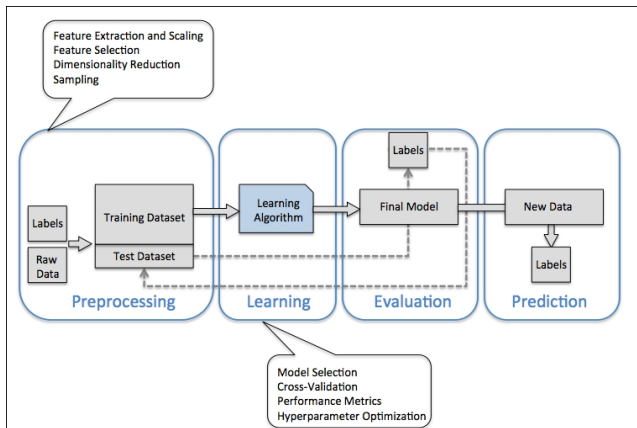 Feature Extraction and Scaling
Feature Selection
Dimensionality Reduction
Sampling
Labels
Raw
Data
Training Dataset
Test Dataset
Preprocessing
Learning
Algorithm
Learning
Labels
Final Model
Evaluation
New Data
Labels
Prediction
Model Selection
Cross-Validation
Performance Metrics
Hyperparameter Optimization